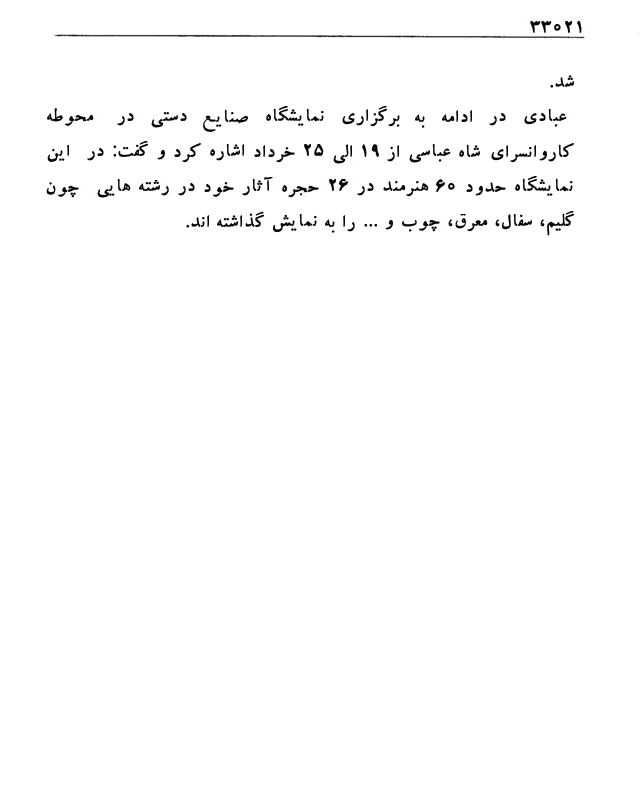 ۳۳۰۲۱
شد.
عبادی در ادامه به برگزاری نمایشگاه صنایع دستی در محوطه
کاروانسرای شاه عباسی از ۱۹ الی ۲۵ خرداد اشاره کرد و گفت: در این
نمایشگاه حدود ۶۰ هنرمند در ۲۶ حجره آثار خود در رشته هایی چون
گلیم، سفال، معرق، چوب و ... را به نمایش گذاشته اند.